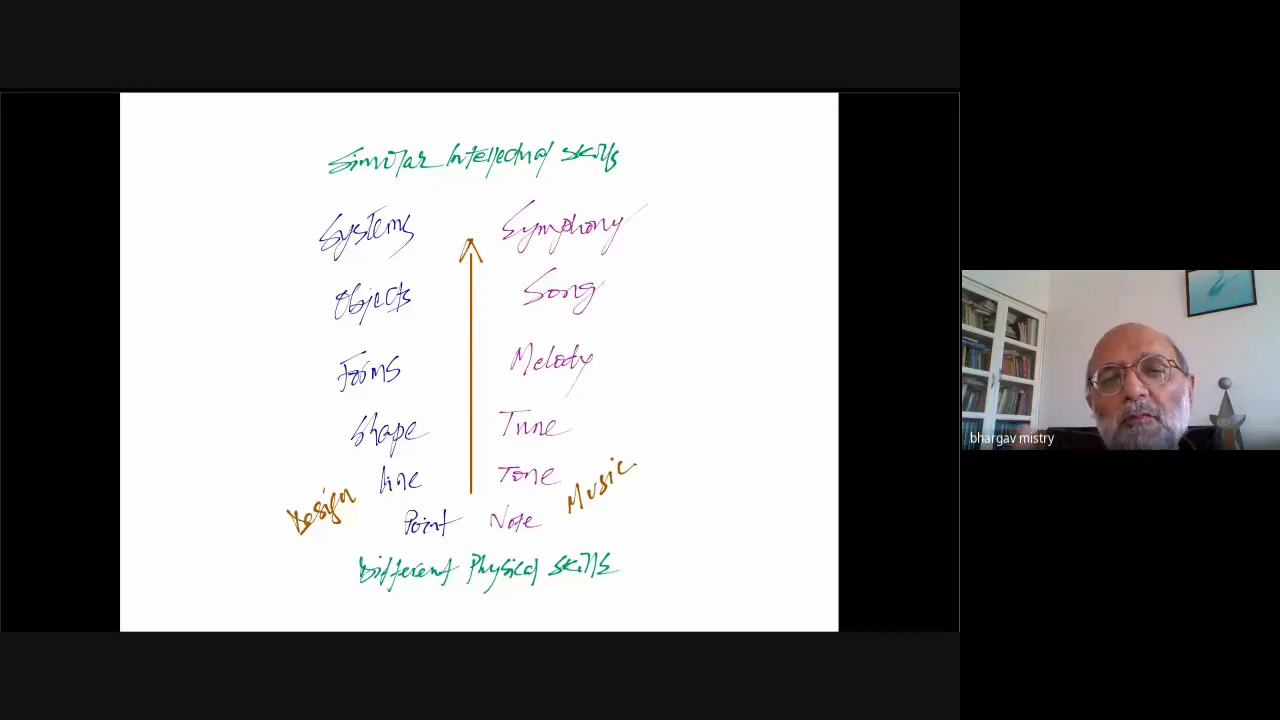 Similar Intellectual Skills
Systems Symphony
Objects Song
Forms Melody
Shape Tune
line Tone
Design Point Note Music
Different Physical Skills
bhargav mistry